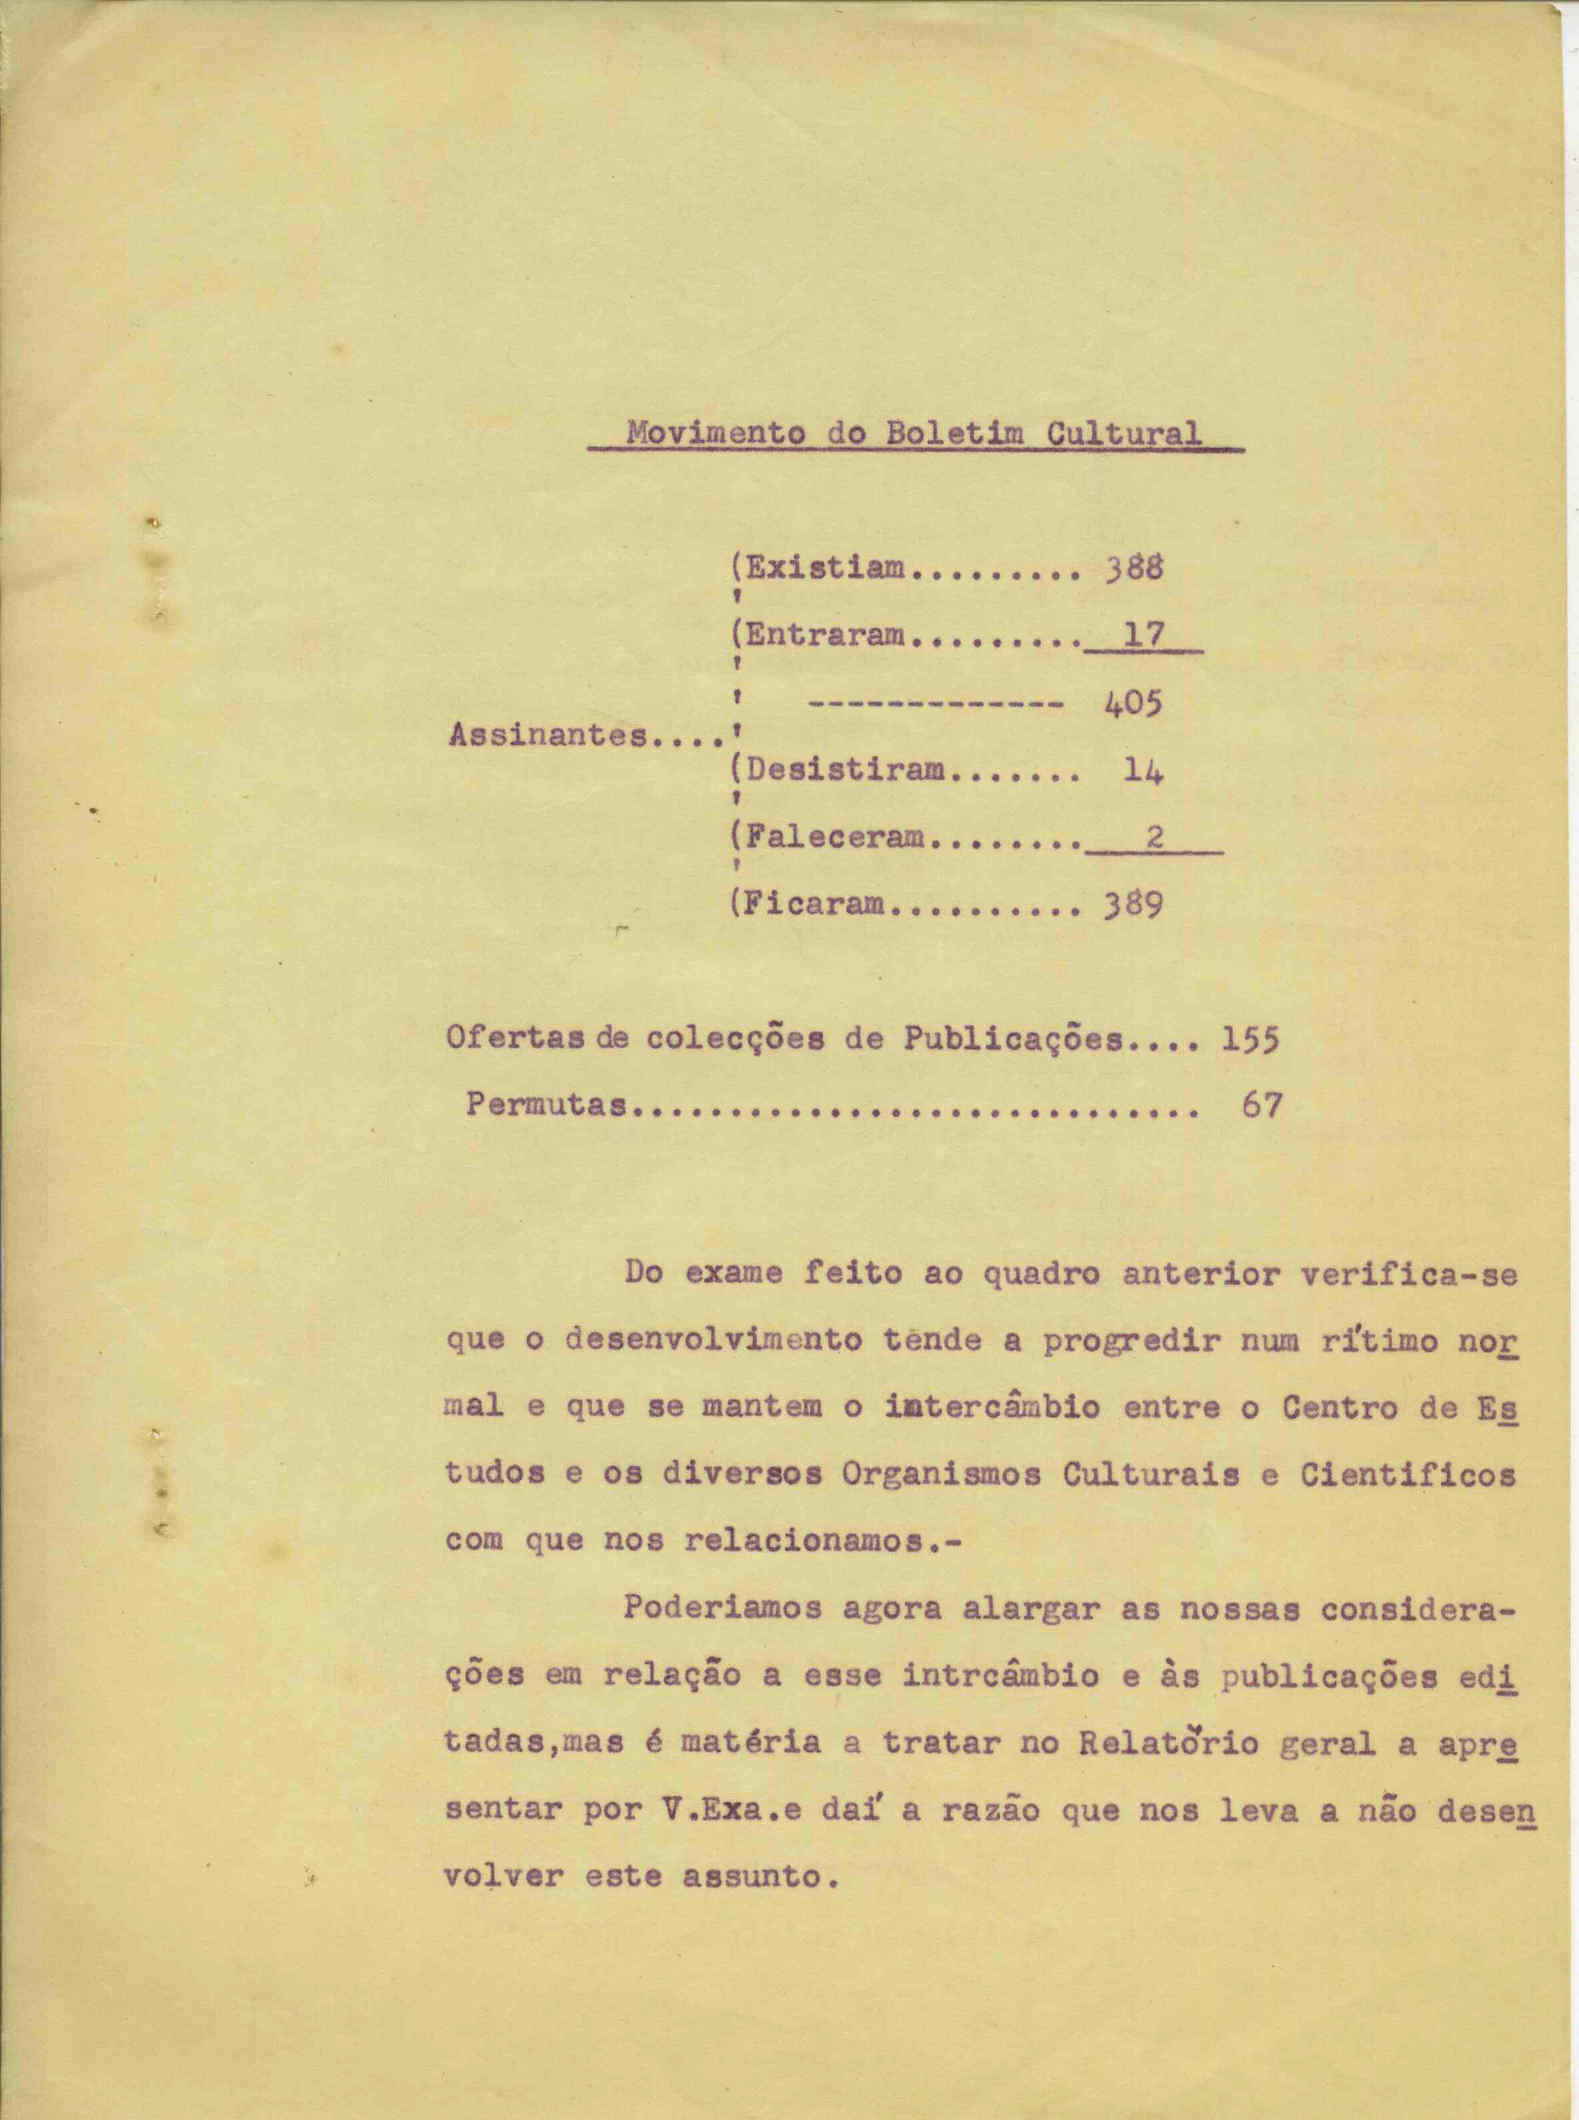 Movimento do Boletim Cultural
(Existiam......... 388
'
(Entraram......... 17
'
' ------------- 405
Assinantes....'
(Desistiram....... 14
'
(Faleceram........ 2
'
(Ficaram.......... 389
Ofertas de colecções de Publicações.... 155
Permutas............................. 67
Do exame feito ao quadro anterior verifica-se
que o desenvolvimento tende a progredir num rítimo nor
mal e que se mantem o intercâmbio entre o Centro de Es
tudos e os diversos Organismos Culturais e Cientificos
com que nos relacionamos.-
Poderiamos agora alargar as nossas considera-
ções em relação a esse intrcâmbio e às publicações edi
tadas,mas é matéria a tratar no Relatório geral a apre
sentar por V.Exa.e daí a razão que nos leva a não desen
volver este assunto.